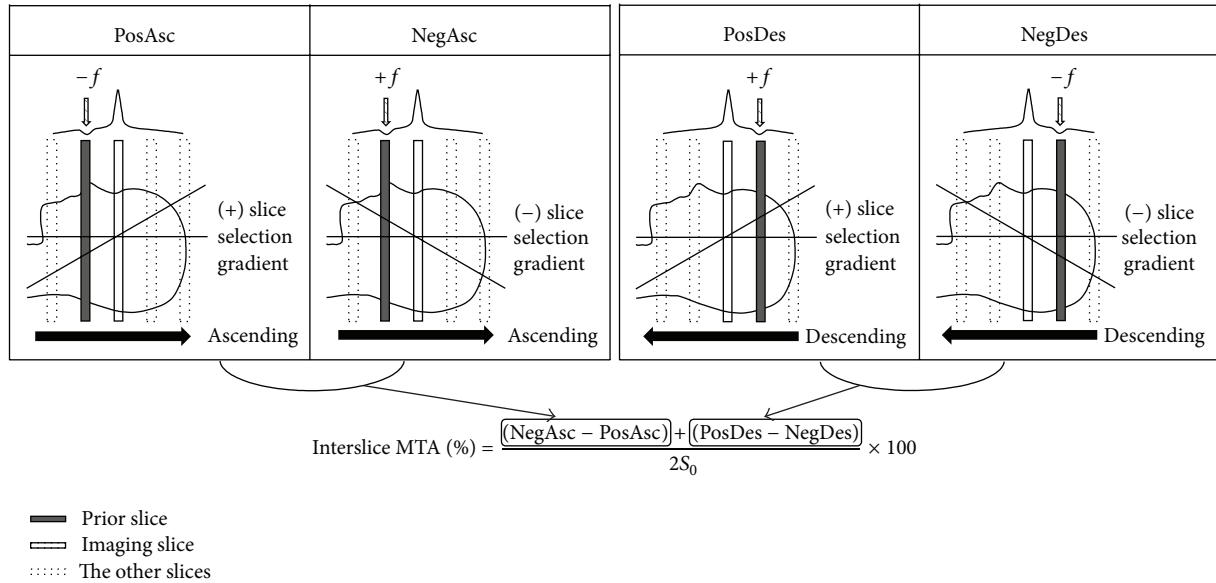 PosAsc
NegAsc
PosDes
NegDes
−f
+f
+f
−f
(+) slice
selection
gradient
(−) slice
selection
gradient
(+) slice
selection
gradient
(−) slice
selection
gradient
Ascending
Ascending
Descending
Descending
Interslice MTA (%) = (NegAsc − PosAsc) + (PosDes − NegDes) × 100
2S₀
Prior slice
Imaging slice
The other slices